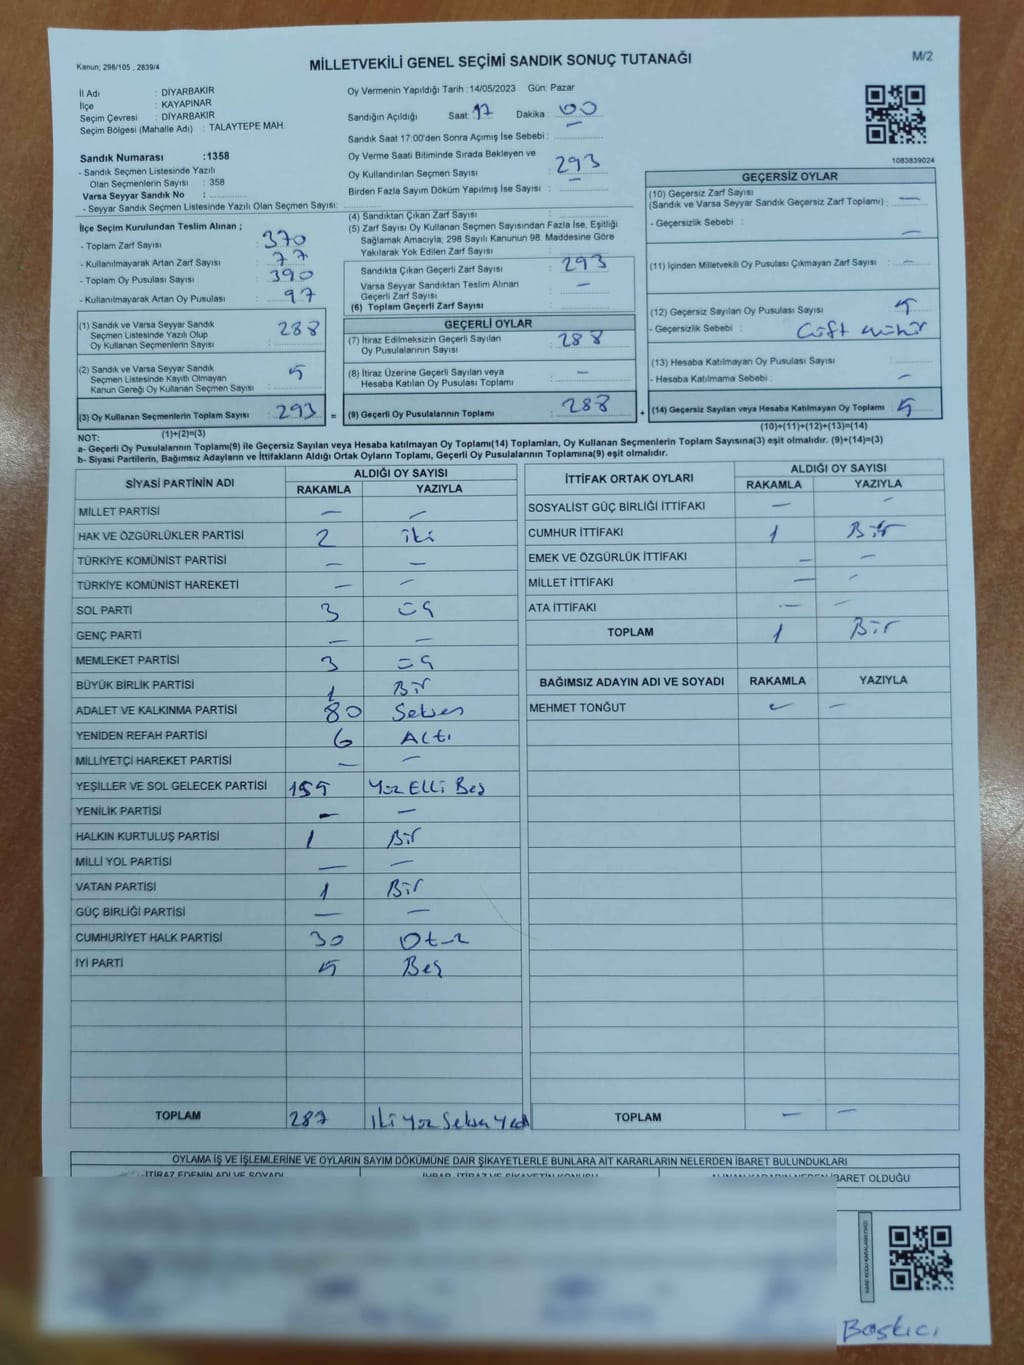 Kanun; 298/105 , 2839/4
MİLLETVEKİLİ GENEL SEÇİMİ SANDIK SONUÇ TUTANAĞI
M/2
İl Adı : DİYARBAKIR
İlçe : KAYAPINAR
Seçim Çevresi : DİYARBAKIR
Seçim Bölgesi (Mahalle Adı) : TALAYTEPE MAH.
Sandık Numarası :1358
- Sandık Seçmen Listesinde Yazılı
Olan Seçmenlerin Sayısı : 358
Varsa Seyyar Sandık No :
- Seyyar Sandık Seçmen Listesinde Yazılı Olan Seçmen Sayısı:
Oy Vermenin Yapıldığı Tarih :14/05/2023 Gün: Pazar
Sandığın Açıldığı Saat: 17 Dakika : 00
Sandık Saat 17:00'den Sonra Açımış İse Sebebi :
Oy Verme Saati Bitiminde Sırada Bekleyen ve
Oy Kullandırılan Seçmen Sayısı : 293
Birden Fazla Sayım Döküm Yapılmış İse Sayısı :
1083839024
İlçe Seçim Kurulundan Teslim Alınan ;
- Toplam Zarf Sayısı : 370
- Kullanılmayarak Artan Zarf Sayısı : 77
- Toplam Oy Pusulası Sayısı : 390
- Kullanılmayarak Artan Oy Pusulası : 97
(1) Sandık ve Varsa Seyyar Sandık
Seçmen Listesinde Yazılı Olup
Oy Kullanan Seçmenlerin Sayısı : 288
(2) Sandık ve Varsa Seyyar Sandık
Seçmen Listesinde Kayıtlı Olmayan
Kanun Gereği Oy Kullanan Seçmen Sayısı : 5
(3) Oy Kullanan Seçmenlerin Toplam Sayısı : 293
(1)+(2)=(3)
(4) Sandıktan Çıkan Zarf Sayısı :
(5) Zarf Sayısı Oy Kullanan Seçmen Sayısından Fazla İse, Eşitliği
Sağlamak Amacıyla; 298 Sayılı Kanunun 98. Maddesine Göre
Yakılarak Yok Edilen Zarf Sayısı :
Sandıkta Çıkan Geçerli Zarf Sayısı : 293
Varsa Seyyar Sandıktan Teslim Alınan
Geçerli Zarf Sayısı : —
(6) Toplam Geçerli Zarf Sayısı :
GEÇERLİ OYLAR
(7) İtiraz Edilmeksizin Geçerli Sayılan
Oy Pusulalarının Sayısı : 288
(8) İtiraz Üzerine Geçerli Sayılan veya
Hesaba Katılan Oy Pusulası Toplamı : —
= (9) Geçerli Oy Pusulalarının Toplamı : 288
GEÇERSİZ OYLAR
(10) Geçersiz Zarf Sayısı
(Sandık ve Varsa Seyyar Sandık Geçersiz Zarf Toplamı) : —
- Geçersizlik Sebebi : —
(11) İçinden Milletvekili Oy Pusulası Çıkmayan Zarf Sayısı : —
(12) Geçersiz Sayılan Oy Pusulası Sayısı : 5
- Geçersizlik Sebebi : Çift mühür
(13) Hesaba Katılmayan Oy Pusulası Sayısı :
- Hesaba Katılmama Sebebi : —
+ (14) Geçersiz Sayılan veya Hesaba Katılmayan Oy Toplamı : 5
(10)+(11)+(12)+(13)=(14)
NOT:
a- Geçerli Oy Pusulalarının Toplamı(9) ile Geçersiz Sayılan veya Hesaba katılmayan Oy Toplamı(14) Toplamları, Oy Kullanan Seçmenlerin Toplam Sayısına(3) eşit olmalıdır. (9)+(14)=(3)
b- Siyasi Partilerin, Bağımsız Adayların ve İttifakların Aldığı Ortak Oyların Toplamı, Geçerli Oy Pusulalarının Toplamına(9) eşit olmalıdır.
SİYASİ PARTİNİN ADI ALDIĞI OY SAYISI
RAKAMLA YAZIYLA
MİLLET PARTİSİ — —
HAK VE ÖZGÜRLÜKLER PARTİSİ 2 iki
TÜRKİYE KOMÜNİST PARTİSİ — —
TÜRKİYE KOMÜNİST HAREKETİ — —
SOL PARTİ 3 üç
GENÇ PARTİ — —
MEMLEKET PARTİSİ 3 üç
BÜYÜK BİRLİK PARTİSİ 1 Bir
ADALET VE KALKINMA PARTİSİ 80 Seksen
YENİDEN REFAH PARTİSİ 6 Altı
MİLLİYETÇİ HAREKET PARTİSİ — —
YEŞİLLER VE SOL GELECEK PARTİSİ 155 Yüz Elli Beş
YENİLİK PARTİSİ — —
HALKIN KURTULUŞ PARTİSİ 1 Bir
MİLLİ YOL PARTİSİ — —
VATAN PARTİSİ 1 Bir
GÜÇ BİRLİĞİ PARTİSİ — —
CUMHURİYET HALK PARTİSİ 30 Otuz
İYİ PARTİ 5 Beş
TOPLAM 287 iki Yüz Seksen Yedi
İTTİFAK ORTAK OYLARI ALDIĞI OY SAYISI
RAKAMLA YAZIYLA
SOSYALİST GÜÇ BİRLİĞİ İTTİFAKI — —
CUMHUR İTTİFAKI 1 Bir
EMEK VE ÖZGÜRLÜK İTTİFAKI — —
MİLLET İTTİFAKI — —
ATA İTTİFAKI — —
TOPLAM 1 Bir
BAĞIMSIZ ADAYIN ADI VE SOYADI RAKAMLA YAZIYLA
MEHMET TONĞUT — —
TOPLAM — —
OYLAMA İŞ VE İŞLEMLERİNE VE OYLARIN SAYIM DÖKÜMÜNE DAİR ŞİKAYETLERLE BUNLARA AİT KARARLARIN NELERDEN İBARET BULUNDUKLARI
İTİRAZ EDENİN ADI VE SOYADI İHBAR, İTİRAZ VE ŞİKAYETİN KONUSU ALINAN KARARIN NEDEN İBARET OLDUĞU
Baskıcı